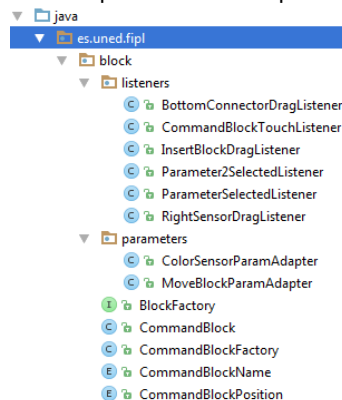 java
es.uned.fipl
block
listeners
BottomConnectorDragListener
CommandBlockTouchListener
InsertBlockDragListener
Parameter2SelectedListener
ParameterSelectedListener
RightSensorDragListener
parameters
ColorSensorParamAdapter
MoveBlockParamAdapter
I BlockFactory
C CommandBlock
C CommandBlockFactory
E CommandBlockName
E CommandBlockPosition